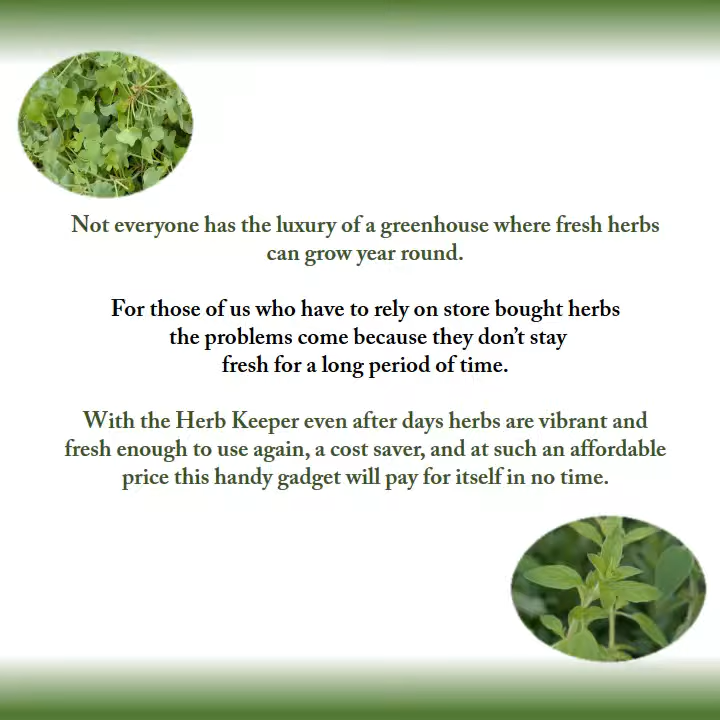 Not everyone has the luxury of a greenhouse where fresh herbs
can grow year round.
For those of us who have to rely on store bought herbs
the problems come because they don’t stay
fresh for a long period of time.
With the Herb Keeper even after days herbs are vibrant and
fresh enough to use again, a cost saver, and at such an affordable
price this handy gadget will pay for itself in no time.